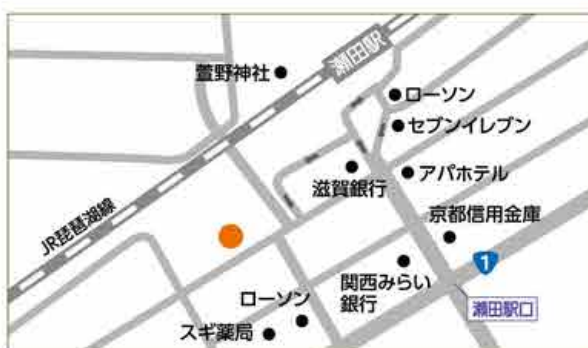 瀬田駅
萱野神社
ローソン
セブンイレブン
滋賀銀行
アパホテル
京都信用金庫
JR琵琶湖線
関西みらい
銀行
1
瀬田駅口
ローソン
スギ薬局